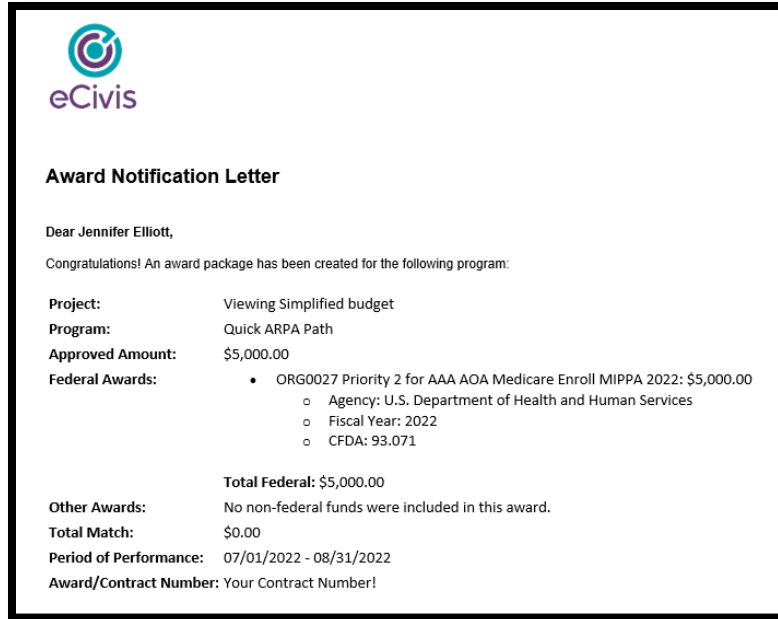 eCivis
Award Notification Letter
Dear Jennifer Elliott,
Congratulations! An award package has been created for the following program:
Project: Viewing Simplified budget
Program: Quick ARPA Path
Approved Amount: $5,000.00
Federal Awards: • ORG0027 Priority 2 for AAA AOA Medicare Enroll MIPPA 2022: $5,000.00
o Agency: U.S. Department of Health and Human Services
o Fiscal Year: 2022
o CFDA: 93.071
Total Federal: $5,000.00
Other Awards: No non-federal funds were included in this award.
Total Match: $0.00
Period of Performance: 07/01/2022 - 08/31/2022
Award/Contract Number: Your Contract Number!